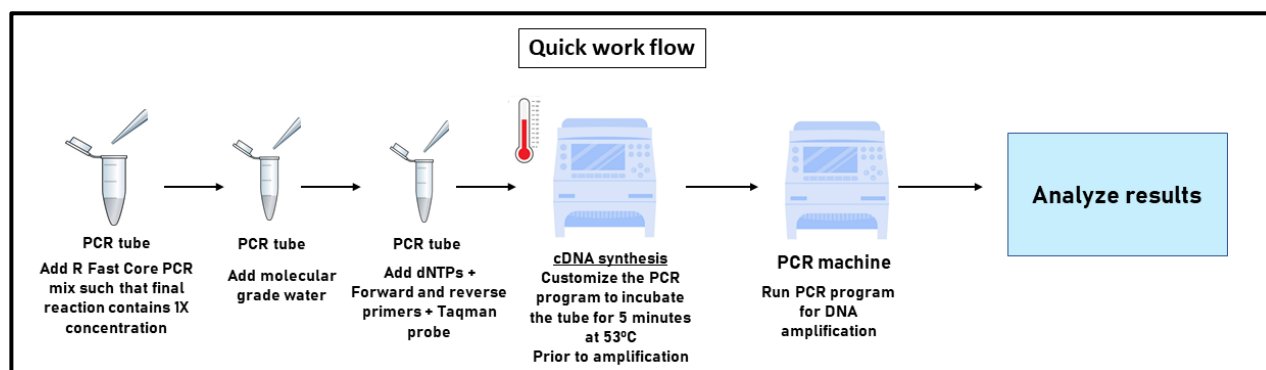 Quick work flow
PCR tube
Add R Fast Core PCR
mix such that final
reaction contains 1X
concentration
PCR tube
Add molecular
grade water
PCR tube
Add dNTPs +
Forward and reverse
primers + Taqman
probe
cDNA synthesis
Customize the PCR
program to incubate
the tube for 5 minutes
at 53ºC
Prior to amplification
PCR machine
Run PCR program
for DNA
amplification
Analyze results